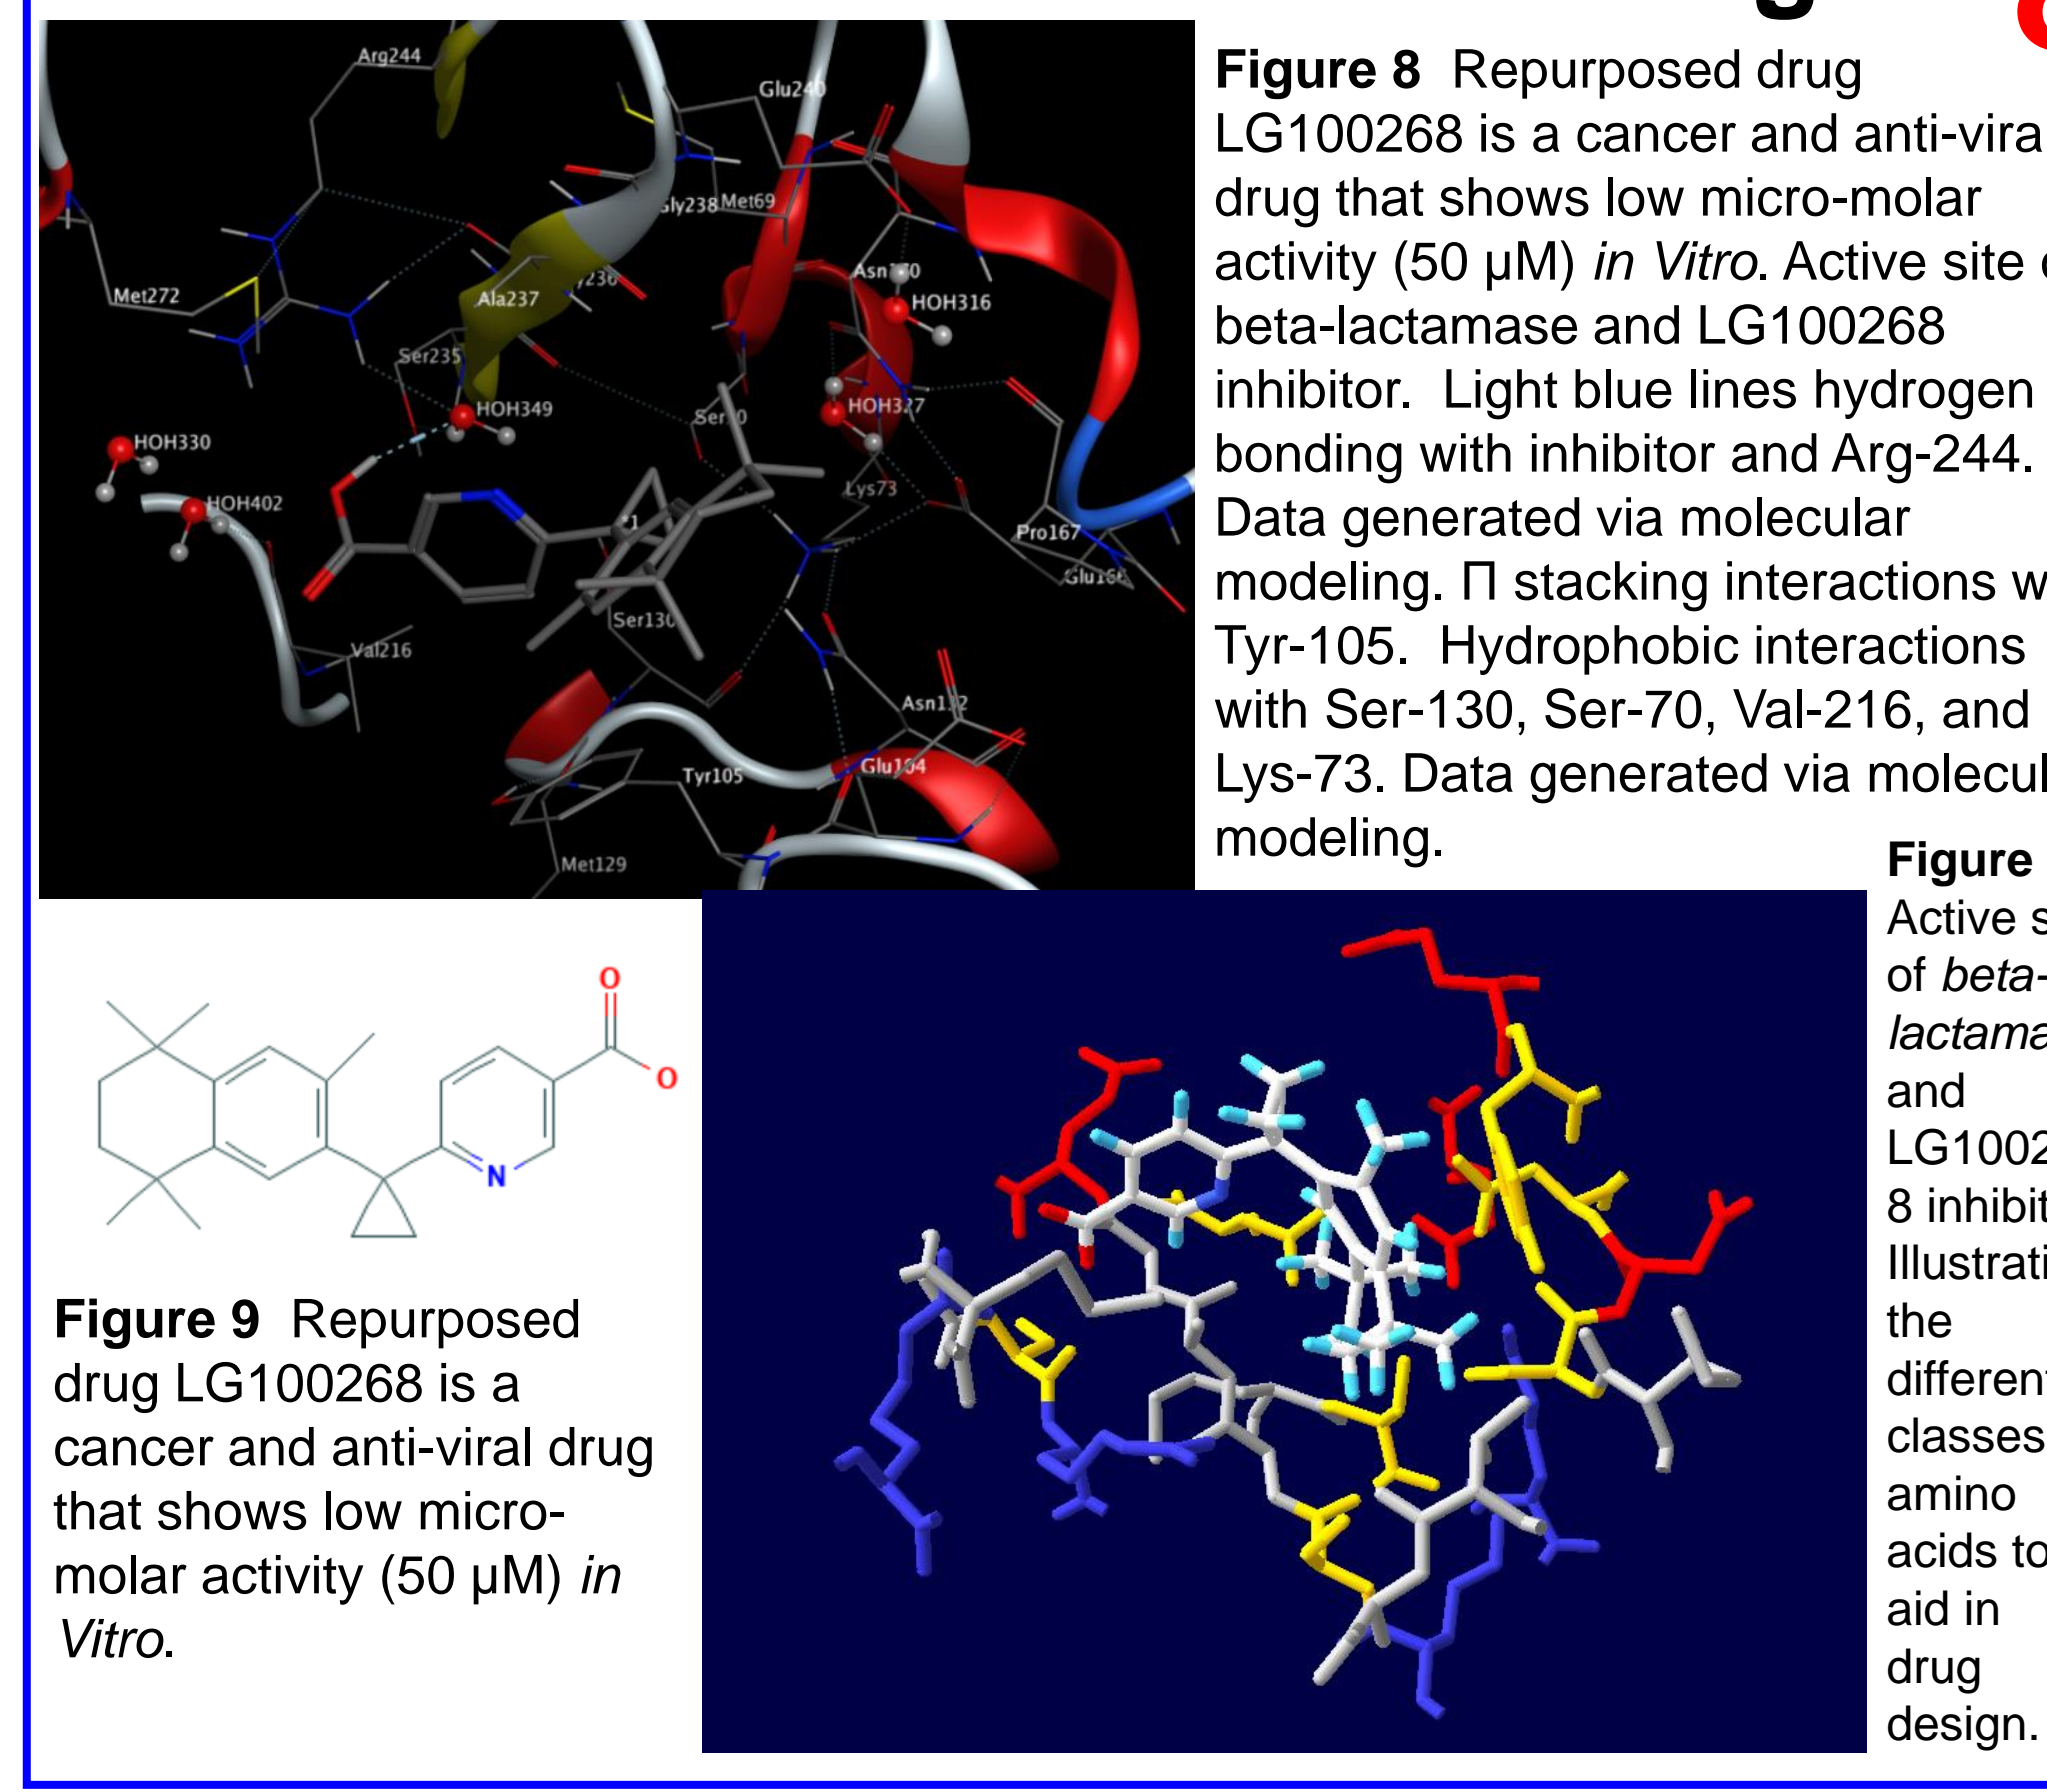 Arg244
Glu240
Gly238 Met69
Met272
Ala237
Asn170
HOH316
Ser235
HOH349
Ser70
HOH327
HOH330
HOH402
Lys73
*1
Pro167
Glu166
Ser130
Val216
Asn132
Tyr105
Glu104
Met129
Figure 8 Repurposed drug
LG100268 is a cancer and anti-vira
drug that shows low micro-molar
activity (50 μM) in Vitro. Active site
beta-lactamase and LG100268
inhibitor. Light blue lines hydrogen
bonding with inhibitor and Arg-244.
Data generated via molecular
modeling. Π stacking interactions w
Tyr-105. Hydrophobic interactions
with Ser-130, Ser-70, Val-216, and
Lys-73. Data generated via molecul
modeling.
O
O
N
Figure 9 Repurposed
drug LG100268 is a
cancer and anti-viral drug
that shows low micro-
molar activity (50 μM) in
Vitro.
Figure
Active s
of beta-
lactama
and
LG1002
8 inhibit
Illustrati
the
different
classes
amino
acids to
aid in
drug
design.